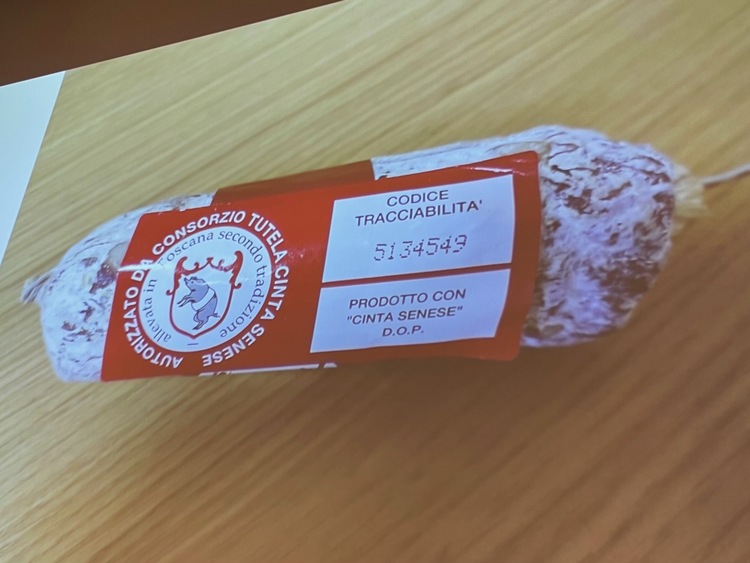 AUTORIZZATO DAL CONSORZIO TUTELA CINTA SENESE
allevata in Toscana secondo tradizione
CODICE
TRACCIABILITA'
5134549
PRODOTTO CON
"CINTA SENESE"
D.O.P.